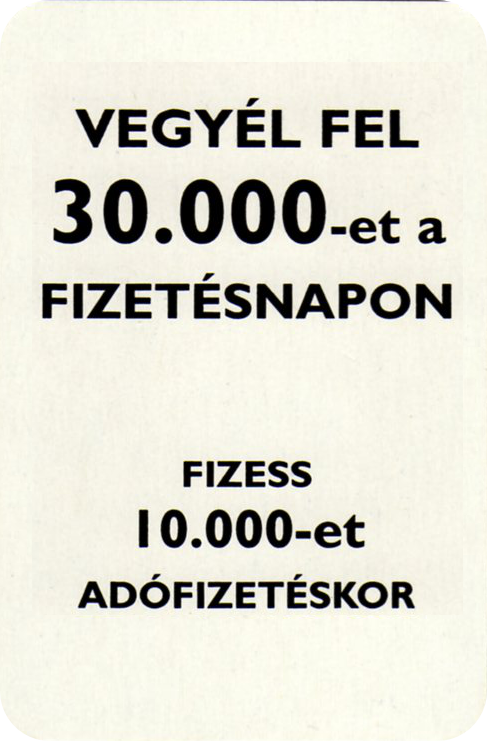 VEGYÉL FEL
30.000-et a
FIZETÉSNAPON
FIZESS
10.000-et
ADÓFIZETÉSKOR